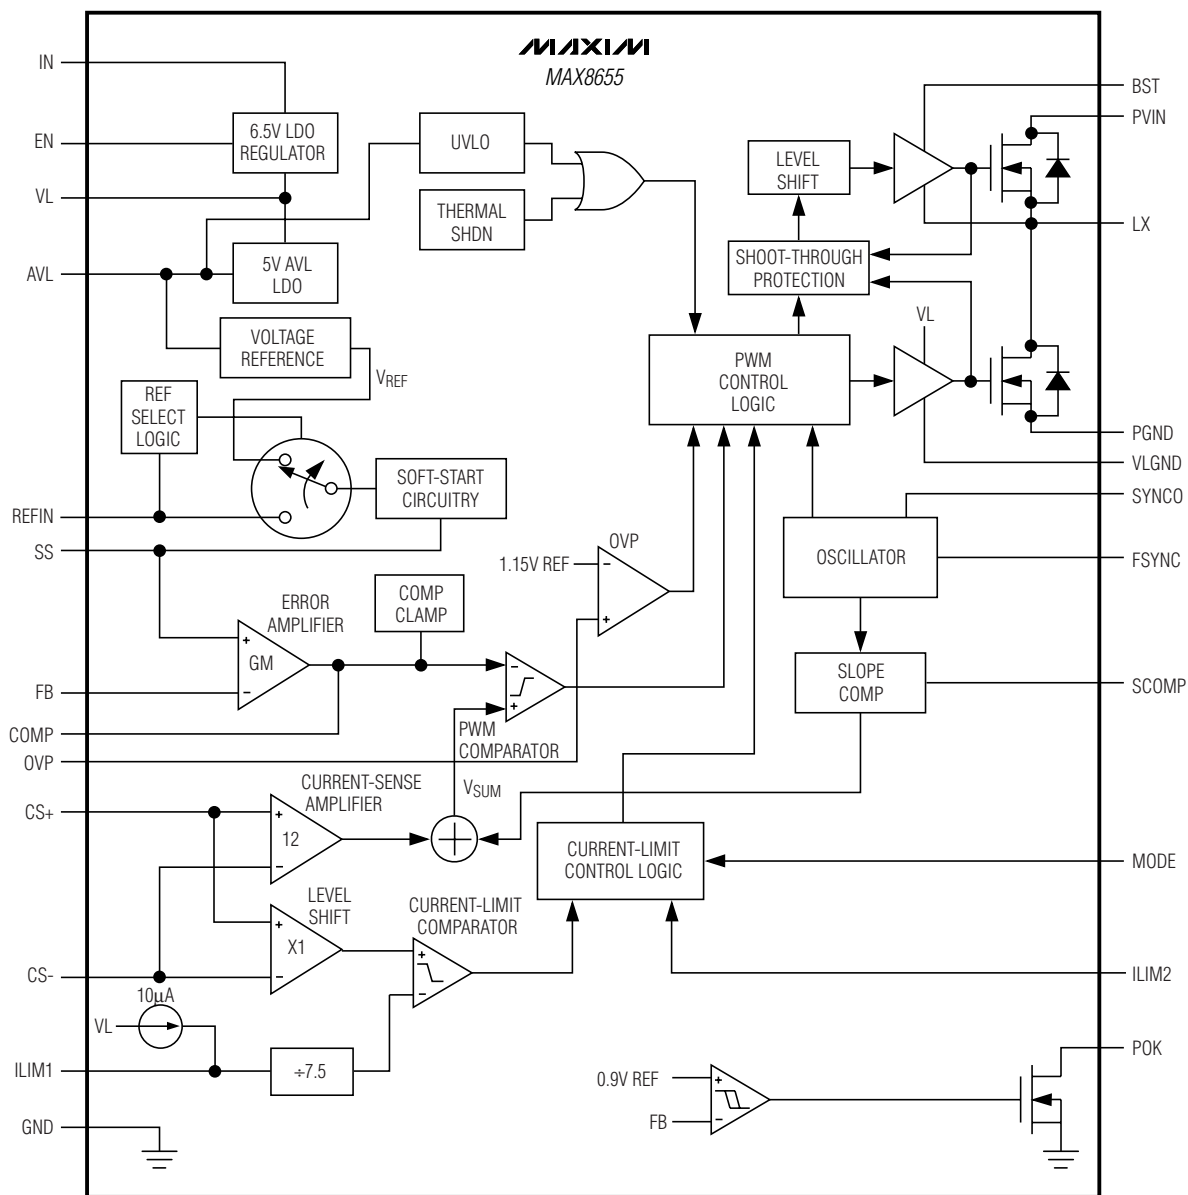 MAXIM
MAX8655
IN
EN
VL
AVL
REFIN
SS
FB
COMP
OVP
CS+
CS-
ILIM1
GND
BST
PVIN
LX
PGND
VLGND
SYNCO
FSYNC
SCOMP
MODE
ILIM2
POK
6.5V LDO
REGULATOR
5V AVL
LDO
VOLTAGE
REFERENCE
VREF
REF
SELECT
LOGIC
SOFT-START
CIRCUITRY
UVLO
THERMAL
SHDN
LEVEL
SHIFT
SHOOT-THROUGH
PROTECTION
VL
PWM
CONTROL
LOGIC
OSCILLATOR
SLOPE
COMP
OVP
1.15V REF
-
+
COMP
CLAMP
ERROR
AMPLIFIER
+
GM
-
-
+
PWM
COMPARATOR
VSUM
CURRENT-SENSE
AMPLIFIER
+
12
-
LEVEL
SHIFT
+
X1
-
CURRENT-LIMIT
COMPARATOR
+
-
CURRENT-LIMIT
CONTROL LOGIC
10µA
VL
÷7.5
0.9V REF
+
FB
-